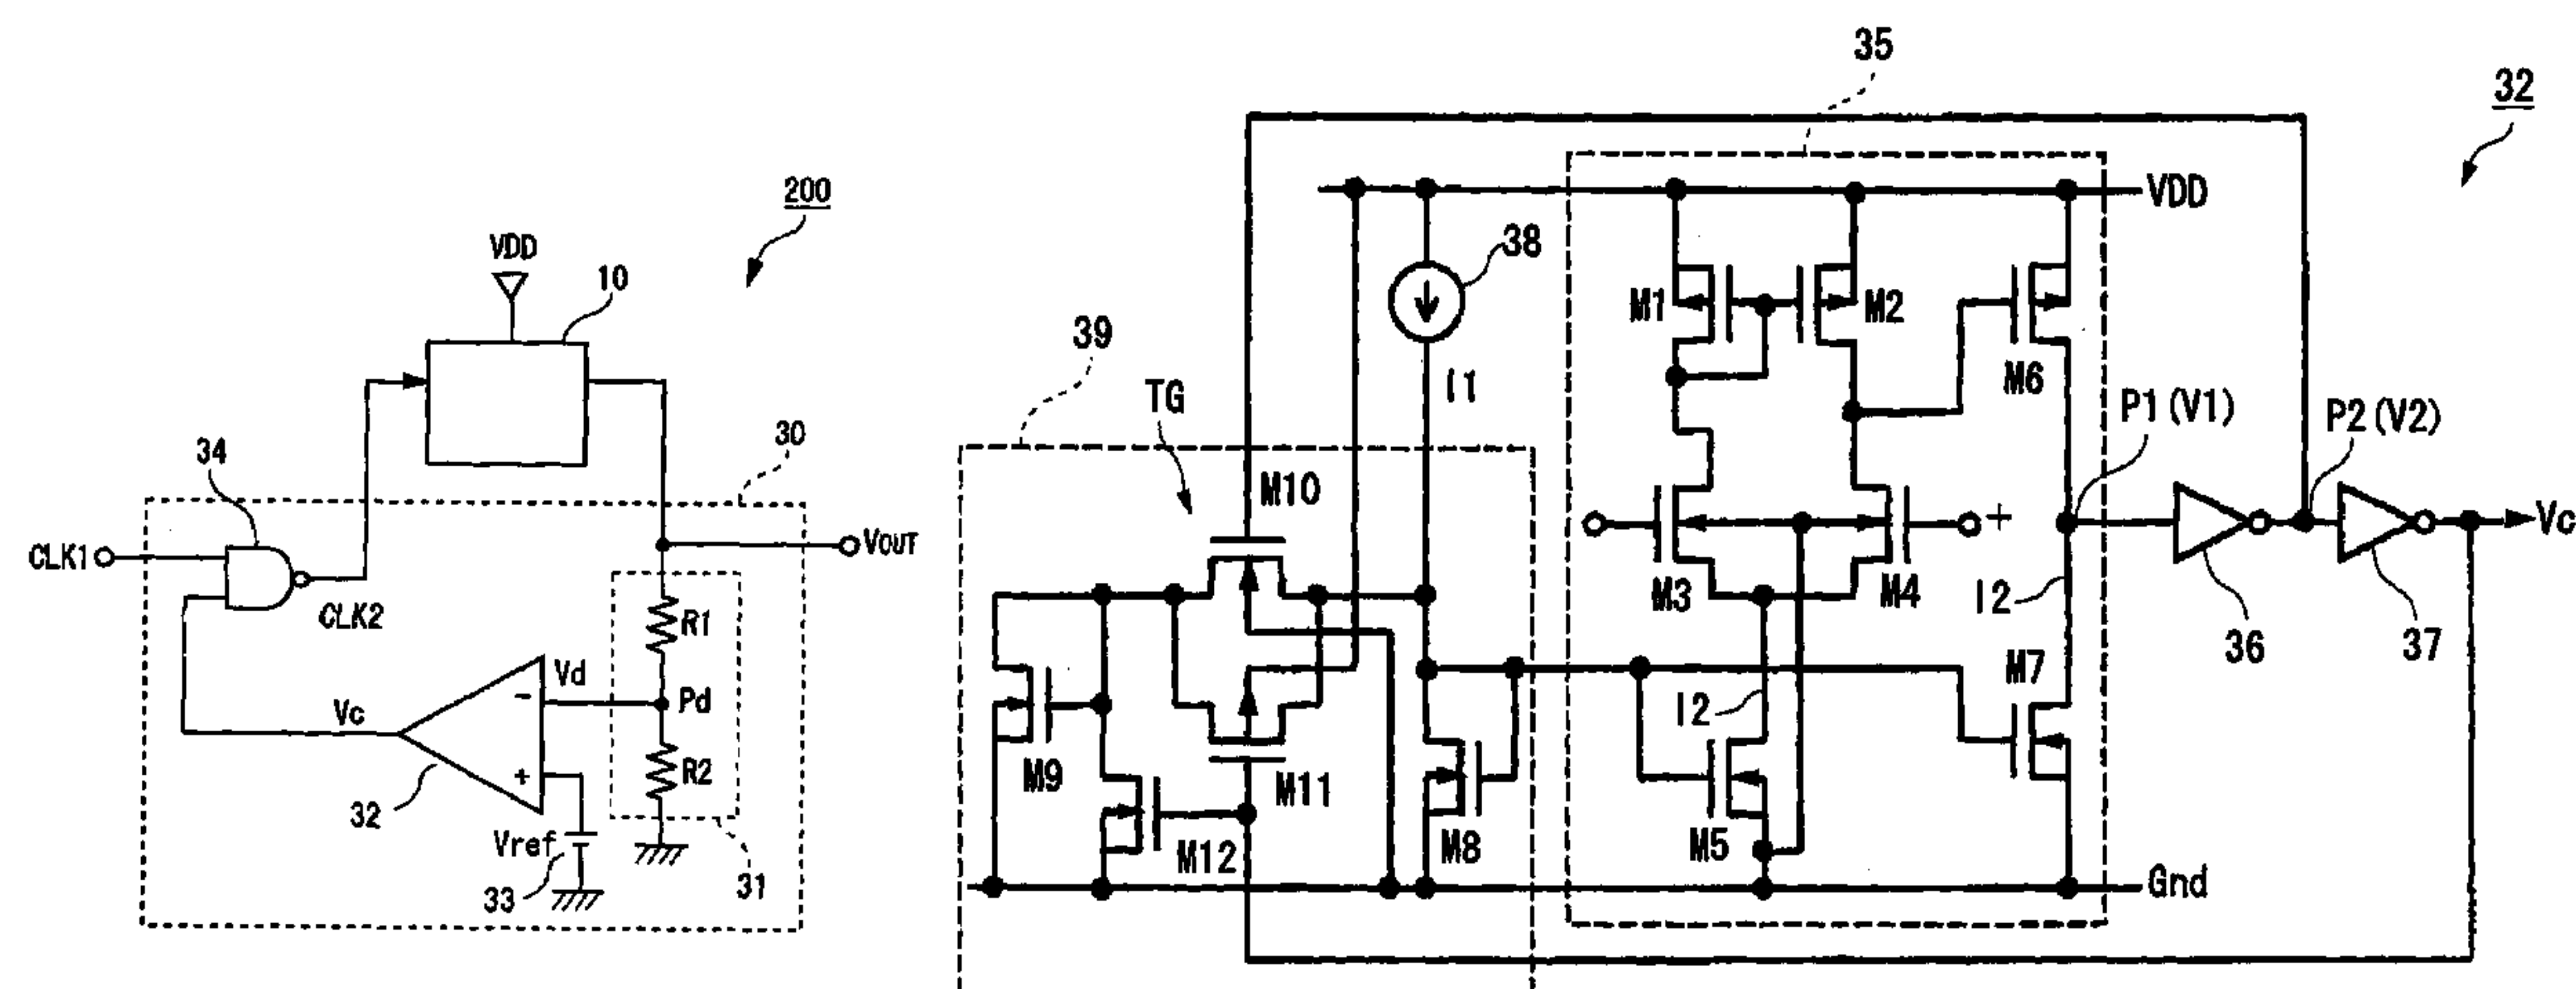 200
VDD
10
30
34
CLK1
CLK2
VOUT
R1
Vd
Pd
Vc
-
+
R2
32
Vref
33
31
35
32
VDD
38
39
M1
M2
M6
I1
TG
M10
P1(V1)
P2(V2)
+
Vc
M3
M4
I2
36
37
M7
I2
M9
M11
M12
M8
M5
Gnd